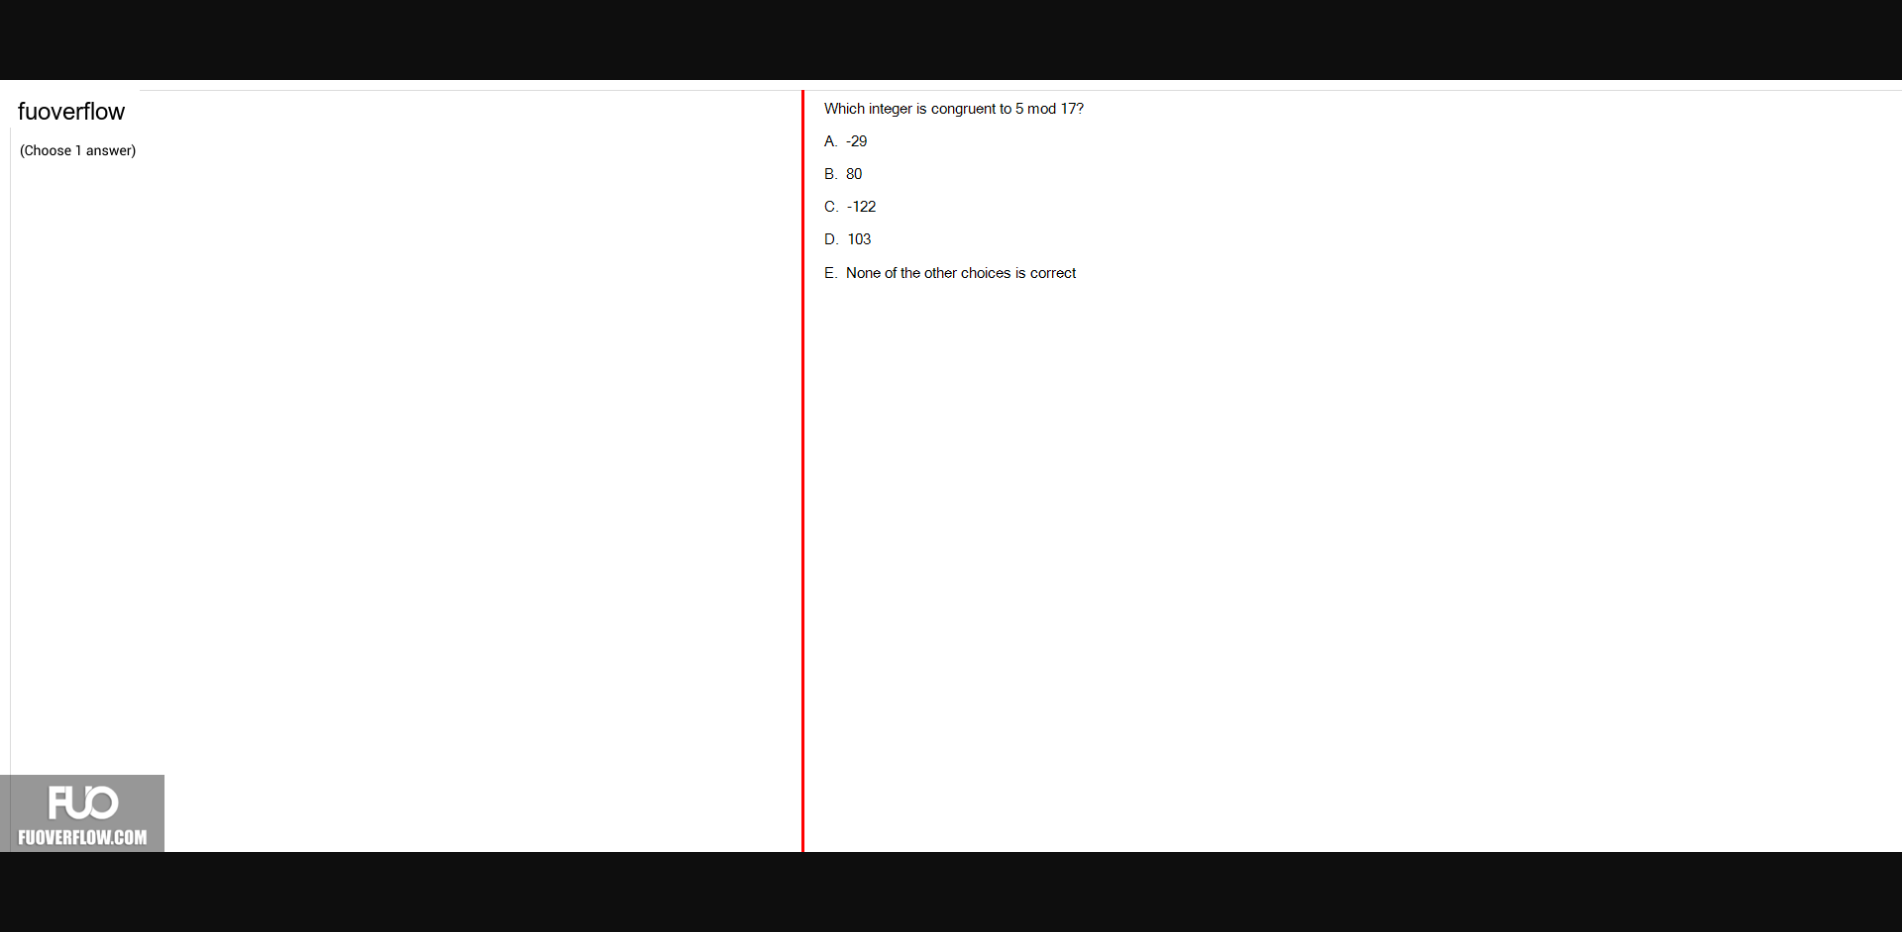 fuoverflow
(Choose 1 answer)
Which integer is congruent to 5 mod 17?
A. -29
B. 80
C. -122
D. 103
E. None of the other choices is correct
FUO
FUOVERFLOW.COM